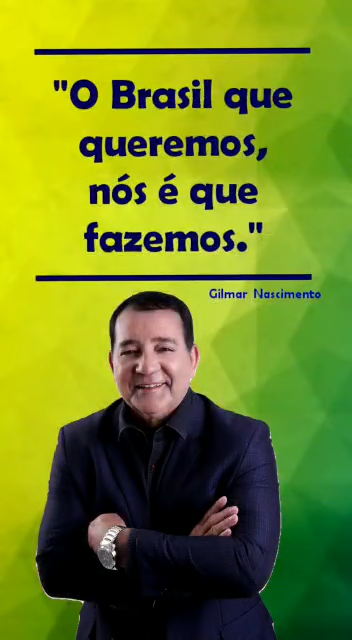 "O Brasil que
queremos,
nós é que
fazemos."
Gilmar Nascimento